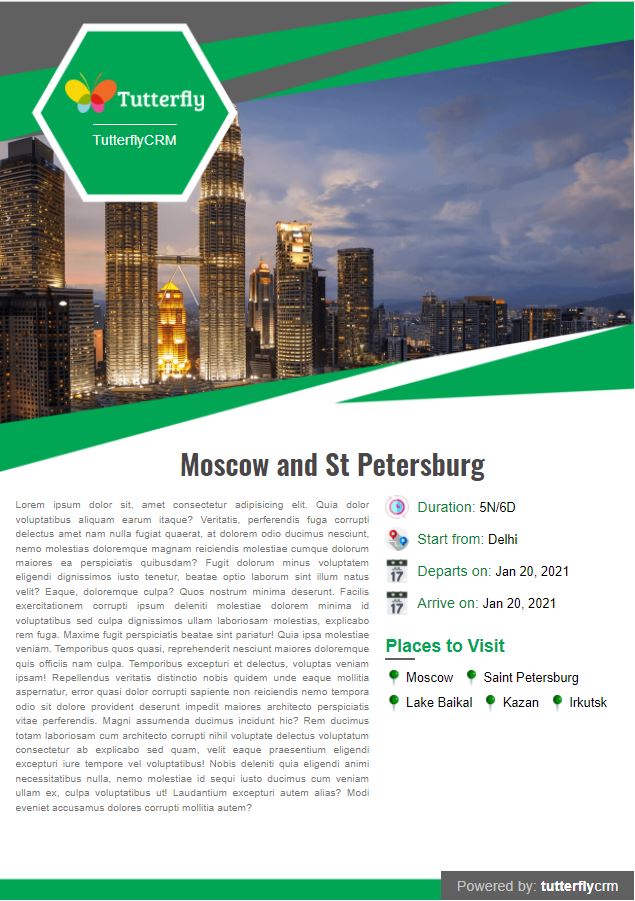 Tutterfly
TutterflyCRM
Moscow and St Petersburg
Lorem ipsum dolor sit, amet consectetur adipisicing elit. Quia dolor
voluptatibus aliquam earum itaque? Veritatis, perferendis fuga corrupti
delectus amet nam nulla fugiat quaerat, at dolorem odio ducimus nesciunt,
nemo molestias doloremque magnam reiciendis molestiae cumque dolorum
maiores ea perspiciatis quibusdam? Fugit dolorum minus voluptatem
eligendi dignissimos iusto tenetur, beatae optio laborum sint illum natus
velit? Eaque, doloremque culpa? Quos nostrum minima deserunt. Facilis
exercitationem corrupti ipsum deleniti molestiae dolorem minima id
voluptatibus sed culpa dignissimos ullam laboriosam molestias, explicabo
rem fuga. Maxime fugit perspiciatis beatae sint pariatur! Quia ipsa molestiae
veniam. Temporibus quos quasi, reprehenderit nesciunt maiores doloremque
quis officiis nam culpa. Temporibus excepturi et delectus, voluptas veniam
ipsam! Repellendus veritatis distinctio nobis quidem unde eaque mollitia
aspernatur, error quasi dolor corrupti sapiente non reiciendis nemo tempora
odio sit dolore provident deserunt impedit maiores architecto perspiciatis
vitae perferendis. Magni assumenda ducimus incidunt hic? Rem ducimus
totam laboriosam cum architecto corrupti nihil voluptate delectus voluptatum
consectetur ab explicabo sed quam, velit eaque praesentium eligendi
excepturi iure tempore vel voluptatibus! Nobis deleniti quia eligendi animi
necessitatibus nulla, nemo molestiae id sequi iusto ducimus cum veniam
ullam ex, culpa voluptatibus ut! Laudantium excepturi autem alias? Modi
eveniet accusamus dolores corrupti mollitia autem?
Duration: 5N/6D
Start from: Delhi
17
Departs on: Jan 20, 2021
17
Arrive on: Jan 20, 2021
Places to Visit
Moscow Saint Petersburg
Lake Baikal Kazan Irkutsk
Powered by: tutterflycrm